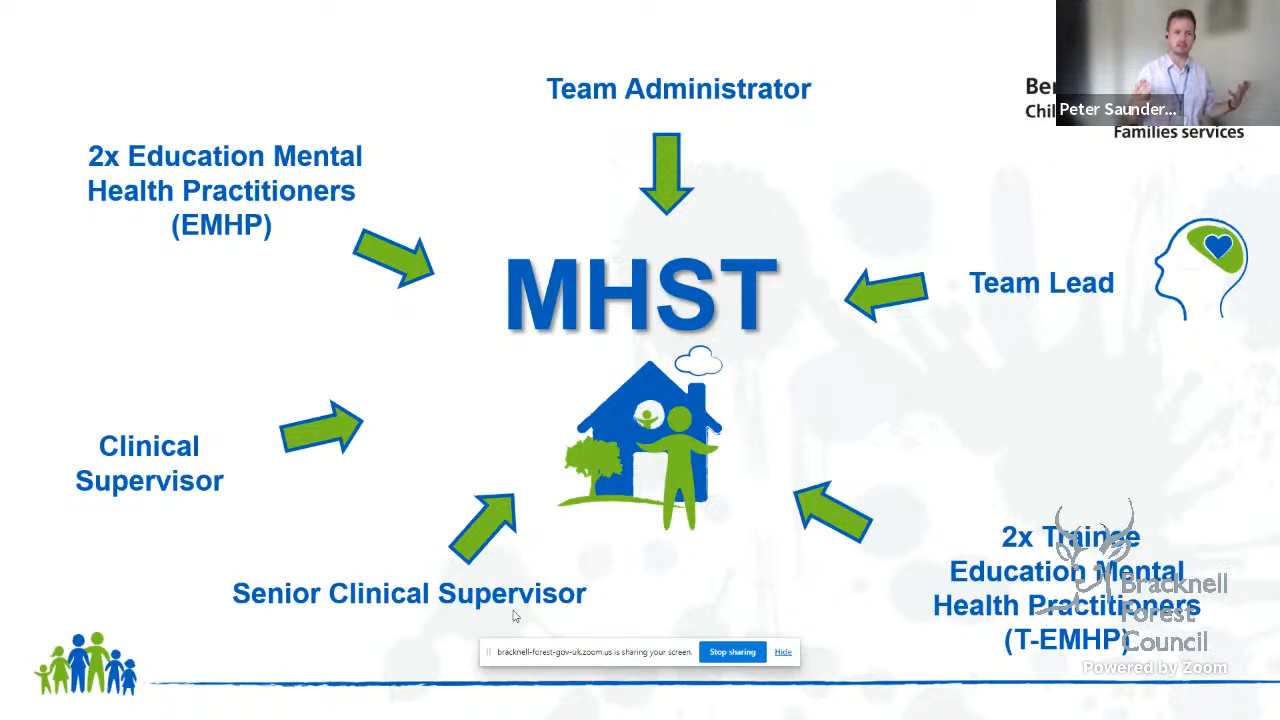 Team Administrator
Ber
Chil
Peter Saunder...
Families services
2x Education Mental
Health Practitioners
(EMHP)
MHST
Team Lead
Clinical
Supervisor
Senior Clinical Supervisor
2x Trainee
Education Mental
Health Practitioners
(T-EMHP)
Bracknell
Forest
Council
Powered by Zoom
bracknell-forest-gov-uk.zoom.us is sharing your screen.
Stop sharing
Hide